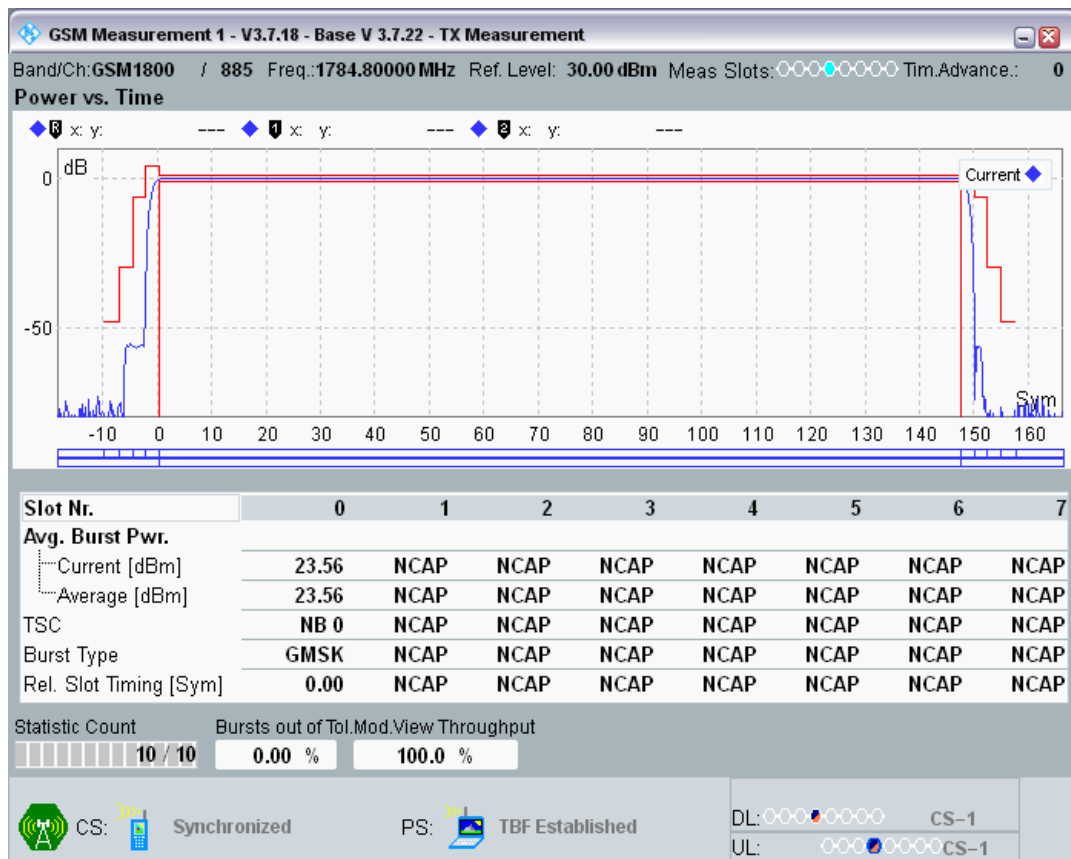 GSM Measurement 1 - V3.7.18 - Base V 3.7.22 - TX Measurement
Band/Ch:GSM1800 / 885 Freq.:1784.80000 MHz Ref. Level: 30.00 dBm Meas Slots: Tim.Advance.: 0
Power vs. Time
R x: y: --- 1 x: y: --- 2 x: y: ---
dB
0
Current
-50
Sym
-10 0 10 20 30 40 50 60 70 80 90 100 110 120 130 140 150 160
Slot Nr. 0 1 2 3 4 5 6 7
Avg. Burst Pwr.
Current [dBm] 23.56 NCAP NCAP NCAP NCAP NCAP NCAP NCAP
Average [dBm] 23.56 NCAP NCAP NCAP NCAP NCAP NCAP NCAP
TSC NB 0 NCAP NCAP NCAP NCAP NCAP NCAP NCAP
Burst Type GMSK NCAP NCAP NCAP NCAP NCAP NCAP NCAP
Rel. Slot Timing [Sym] 0.00 NCAP NCAP NCAP NCAP NCAP NCAP NCAP
Statistic Count Bursts out of Tol.Mod.View Throughput
10 / 10 0.00 % 100.0 %
CS: Synchronized PS: TBF Established
DL: CS–1
UL: CS–1